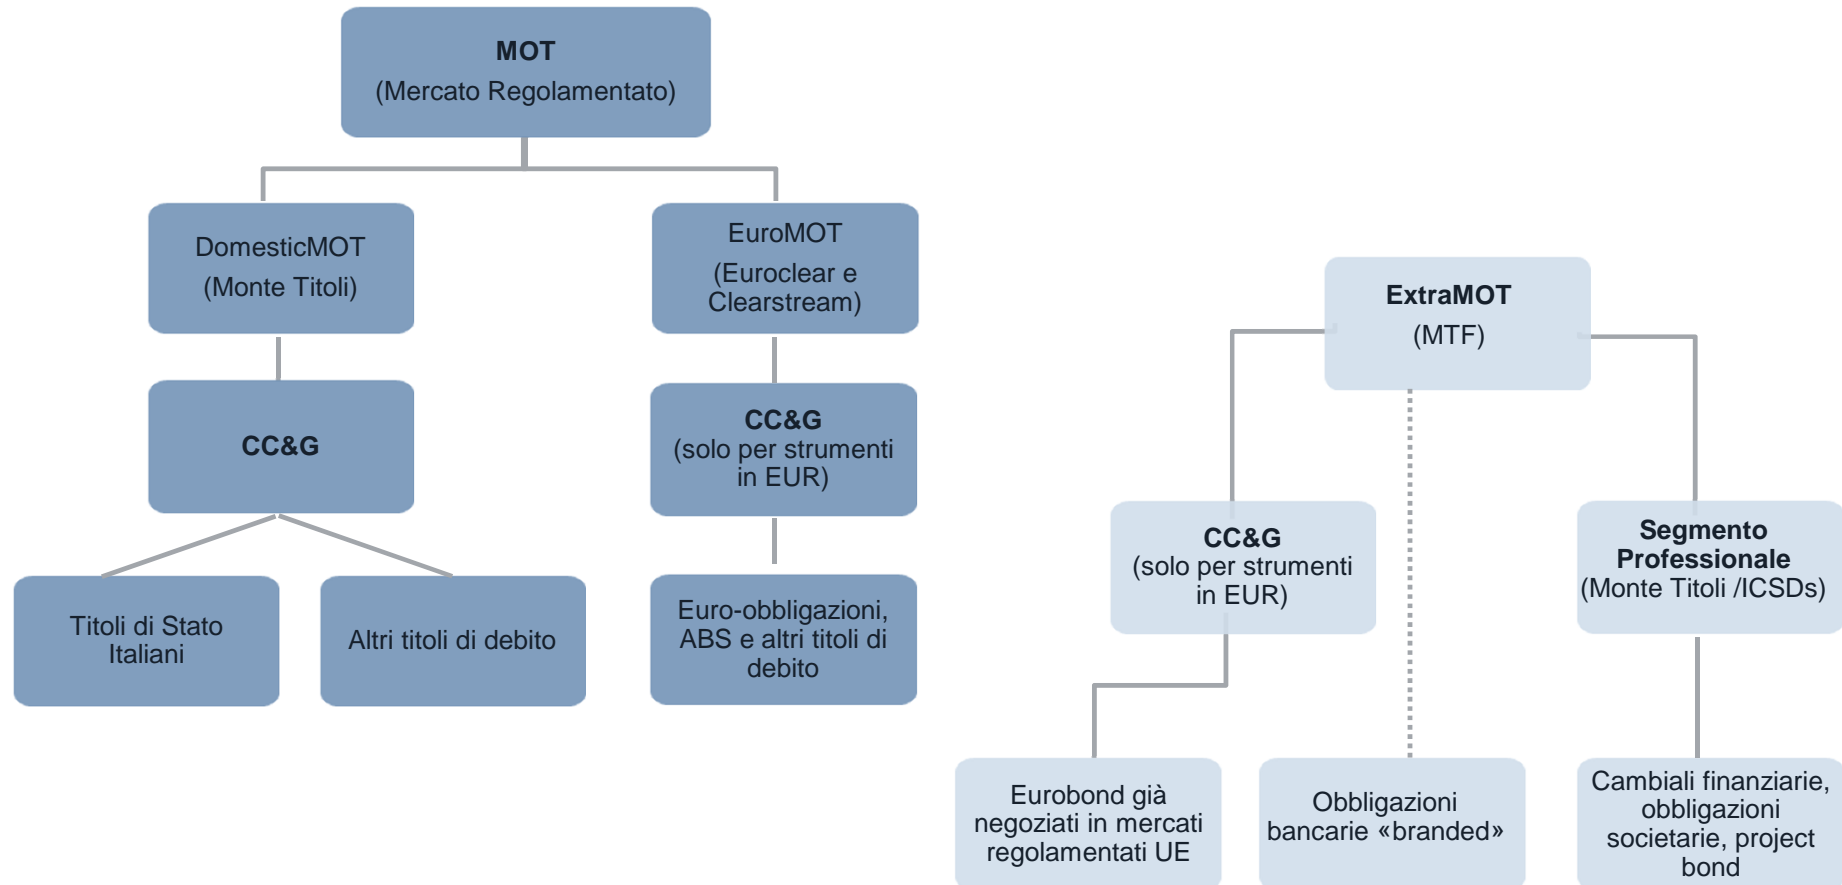 MOT
(Mercato Regolamentato)
DomesticMOT
(Monte Titoli)
EuroMOT
(Euroclear e
Clearstream)
CC&G
CC&G
(solo per strumenti
in EUR)
Titoli di Stato
Italiani
Altri titoli di debito
Euro-obbligazioni,
ABS e altri titoli di
debito
ExtraMOT
(MTF)
CC&G
(solo per strumenti
in EUR)
Segmento
Professionale
(Monte Titoli /ICSDs)
Eurobond già
negoziati in mercati
regolamentati UE
Obbligazioni
bancarie «branded»
Cambiali finanziarie,
obbligazioni
societarie, project
bond